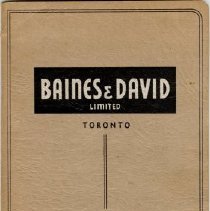 BAINES & DAVID
LIMITED
TORONTO